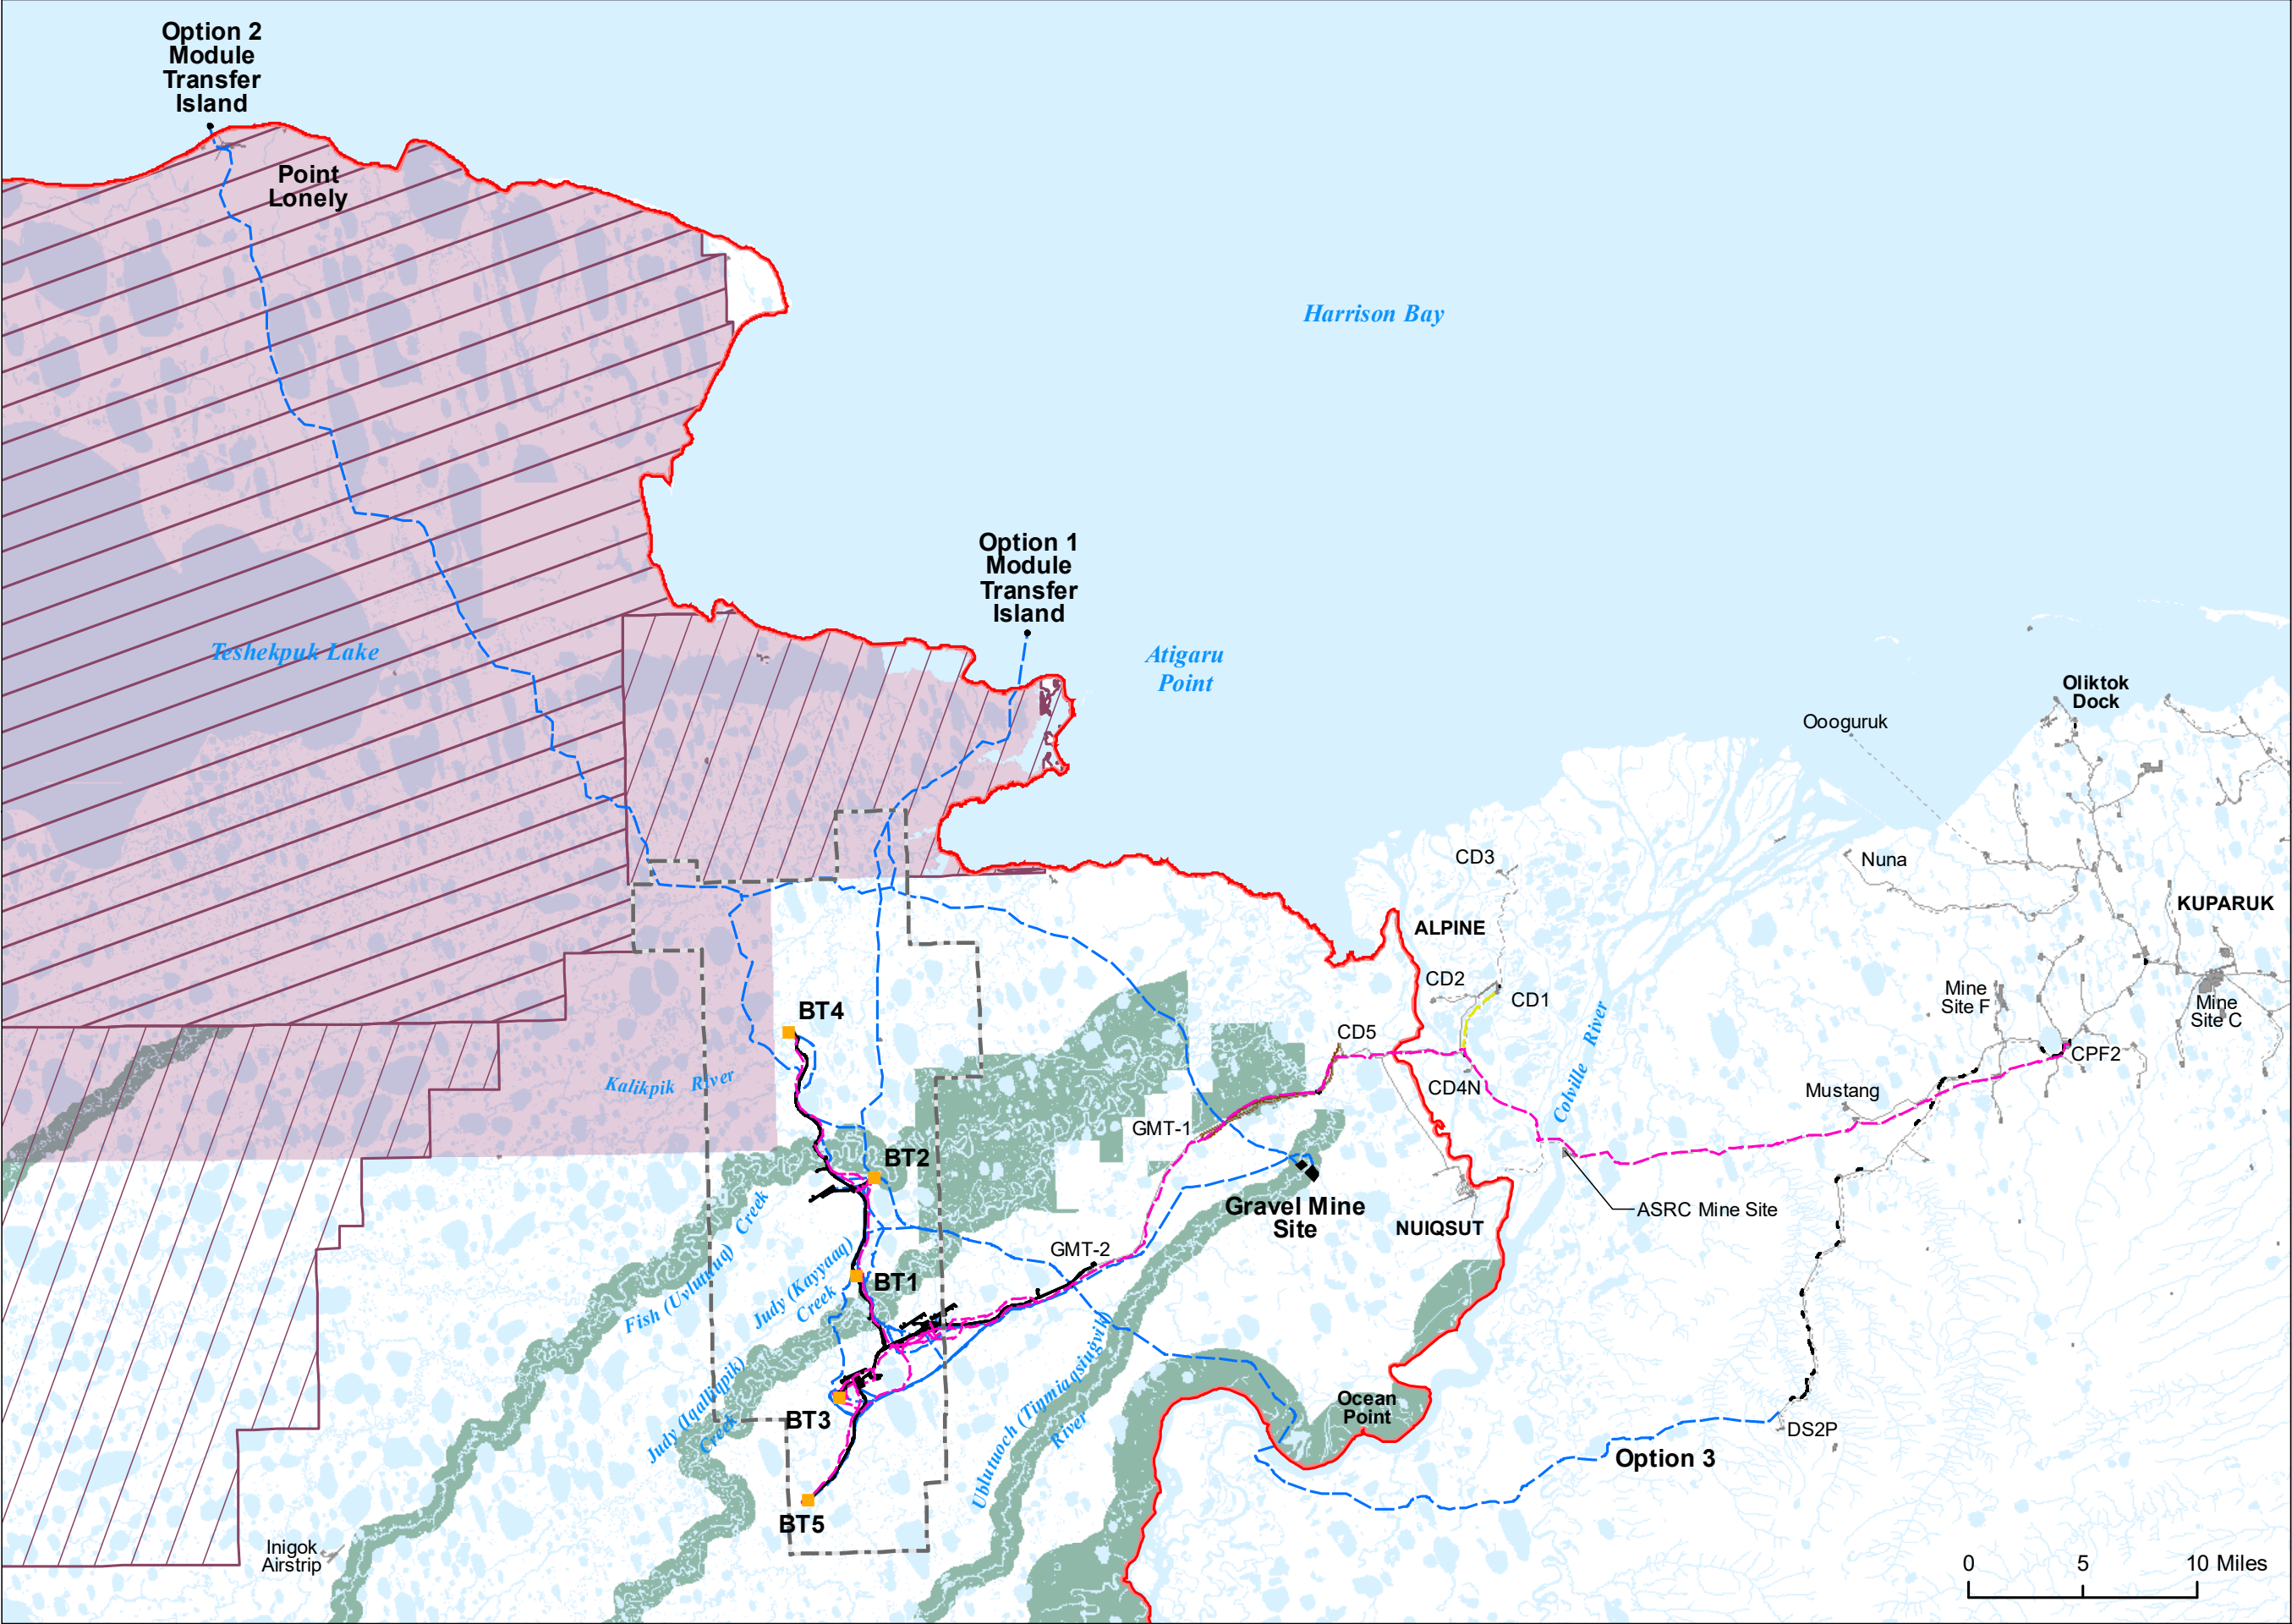 Option 2
Module
Transfer
Island
Point
Lonely
Harrison Bay
Option 1
Module
Transfer
Island
Teshekpuk Lake
Atigaru
Point
Oliktok
Dock
Oooguruk
CD3
Nuna
KUPARUK
ALPINE
CD2
CD1
Mine
Site F
Mine
Site C
BT4
CD5
CPF2
Kalikpik River
CD4N
Colville River
Mustang
GMT-1
BT2
Gravel Mine
Site
ASRC Mine Site
NUIQSUT
Fish (Uvlutuuq) Creek
GMT-2
Judy (Kayyaaq)
Creek
BT1
Judy (Iqalliqpik)
Creek
BT3
Ublutuoch (Tinmiaqsiugvik)
River
Ocean
Point
DS2P
Option 3
BT5
Inigok
Airstrip
0 5 10 Miles